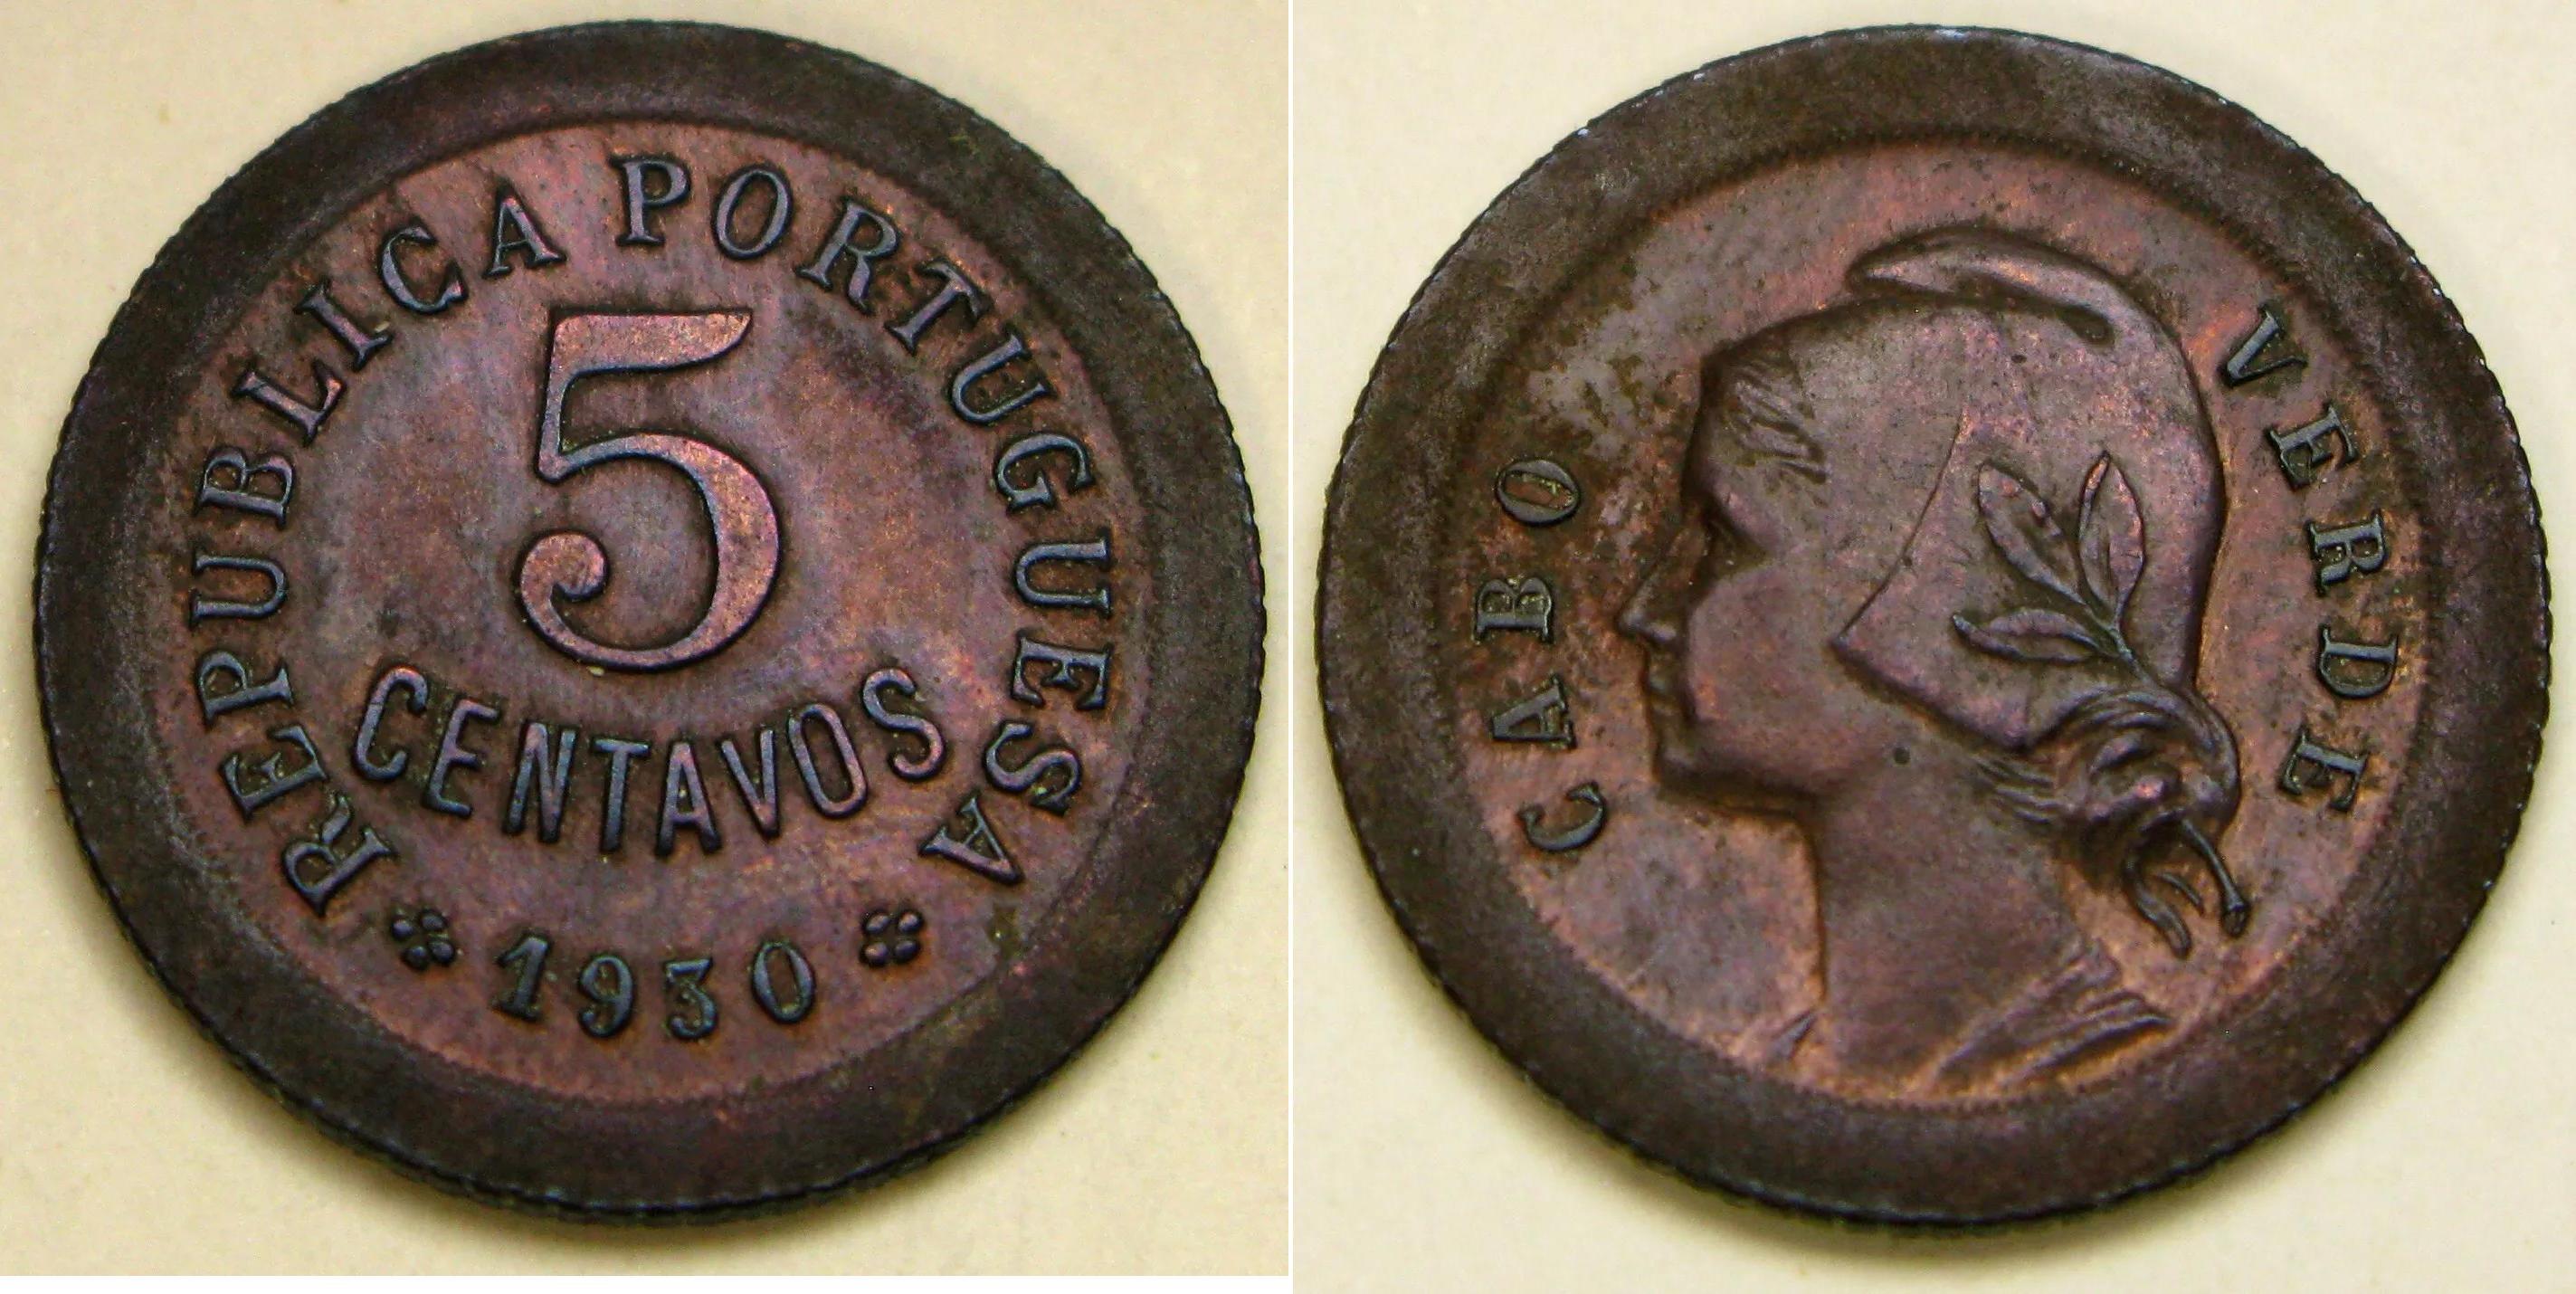 REPUBLICA PORTUGUESA
5
CENTAVOS
1930
CABO VERDE